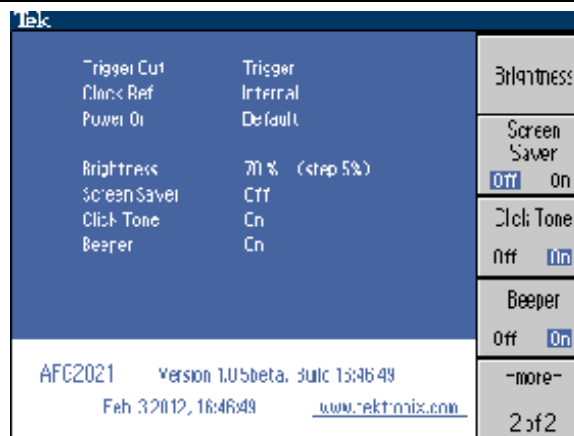 Tek
Trigger Out Trigger
Clock Ref Internal
Power On Default
Brightness 70 % (step 5%)
Screen Saver Off
Click Tone On
Beeper On
AFG2021 Version 1.05beta, Build 16:46:49
Feb 3 2012, 16:46:49 www.tektronix.com
Brightness
Screen
Saver
Off On
Click Tone
Off On
Beeper
Off On
-more-
2 of 2